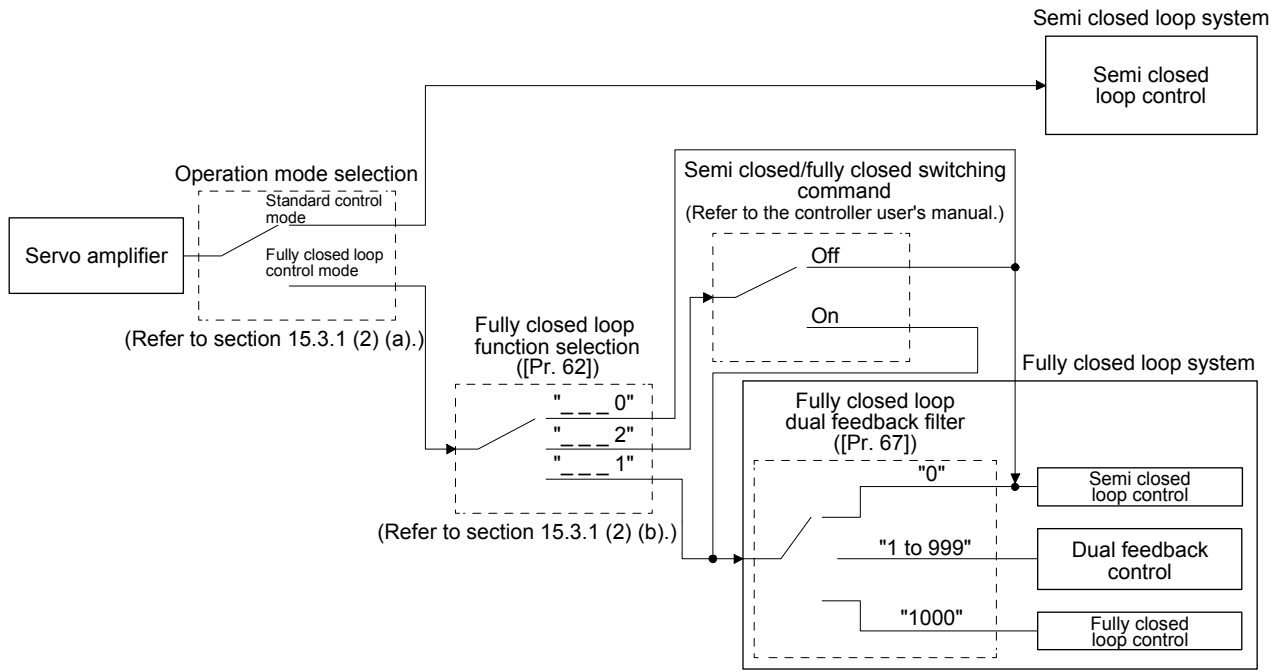 Semi closed loop system
Semi closed
loop control
Operation mode selection
Standard control
mode
Fully closed loop
control mode
Servo amplifier
(Refer to section 15.3.1 (2) (a).)
Semi closed/fully closed switching
command
(Refer to the controller user's manual.)
Off
On
Fully closed loop
function selection
([Pr. 62])
"_ _ _ 0"
"_ _ _ 2"
"_ _ _ 1"
(Refer to section 15.3.1 (2) (b).)
Fully closed loop system
Fully closed loop
dual feedback filter
([Pr. 67])
"0"
Semi closed
loop control
"1 to 999"
Dual feedback
control
"1000"
Fully closed
loop control